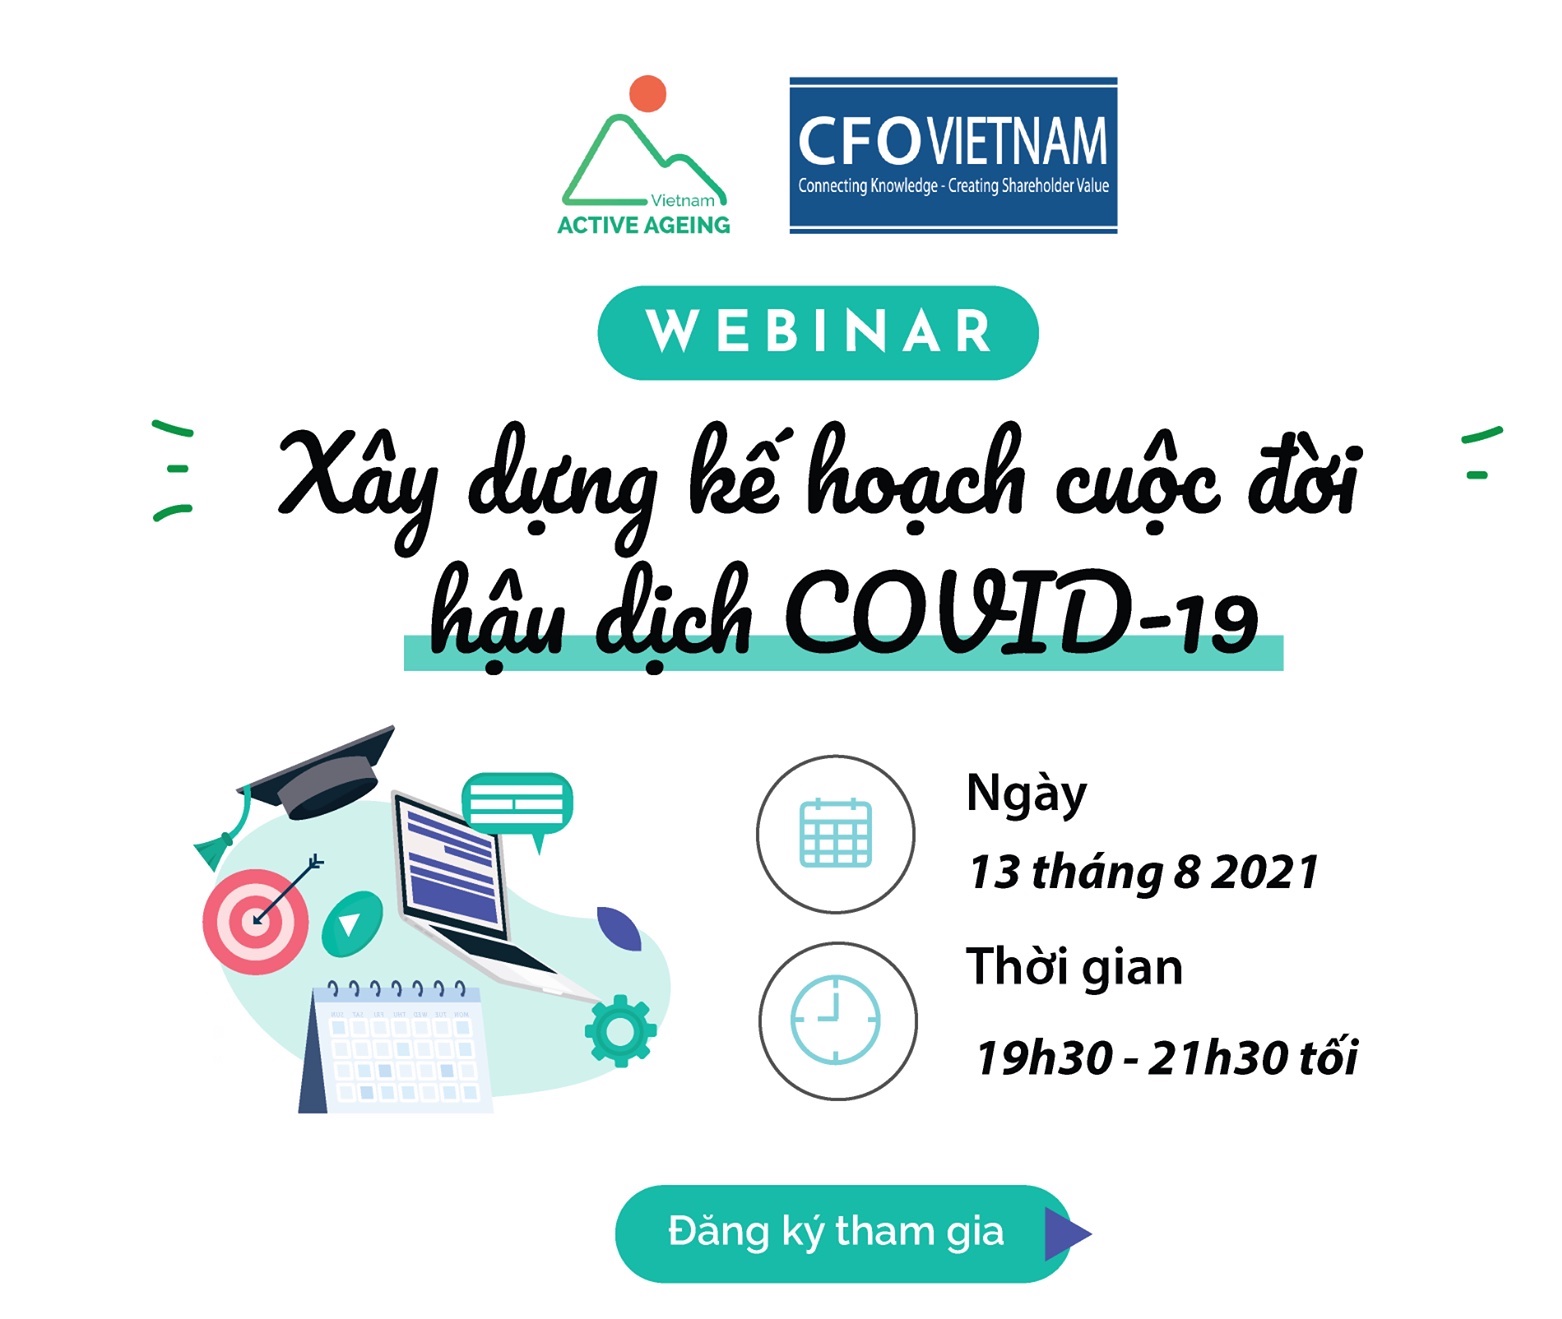 Vietnam
ACTIVE AGEING
CFO VIETNAM
Connecting Knowledge - Creating Shareholder Value
WEBINAR
Xây dựng kế hoạch cuộc đời
hậu dịch COVID-19
Ngày
13 tháng 8 2021
Thời gian
19h30 - 21h30 tối
Đăng ký tham gia